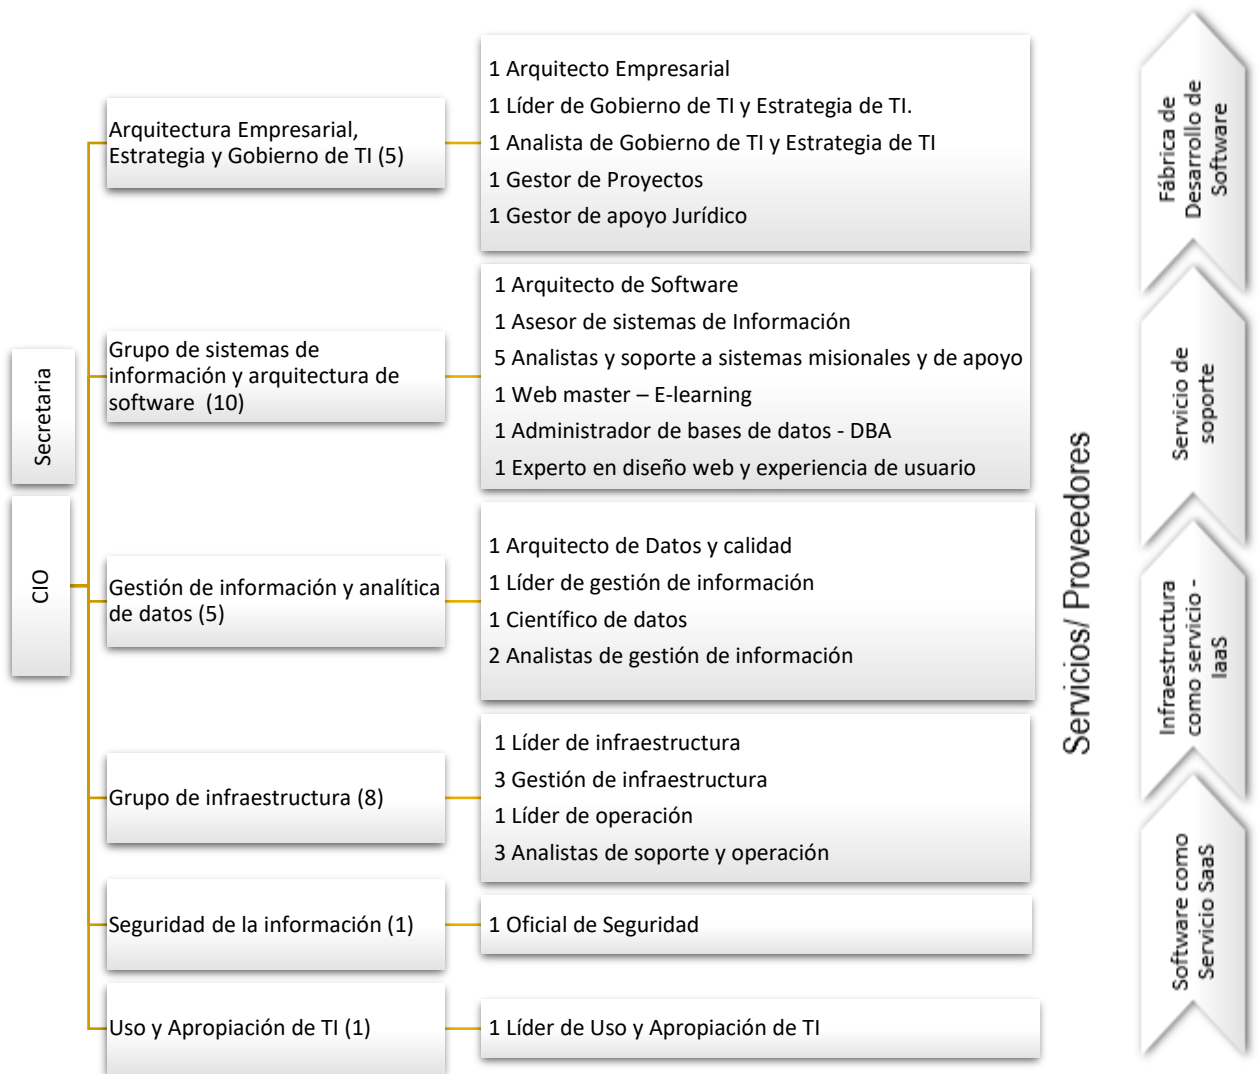 Secretaria
CIO
Arquitectura Empresarial,
Estrategia y Gobierno de TI (5)
1 Arquitecto Empresarial
1 Líder de Gobierno de TI y Estrategia de TI.
1 Analista de Gobierno de TI y Estrategia de TI
1 Gestor de Proyectos
1 Gestor de apoyo Jurídico
Grupo de sistemas de
información y arquitectura de
software  (10)
1 Arquitecto de Software
1 Asesor de sistemas de Información
5 Analistas y soporte a sistemas misionales y de apoyo
1 Web master – E-learning
1 Administrador de bases de datos - DBA
1 Experto en diseño web y experiencia de usuario
Gestión de información y analítica
de datos (5)
1 Arquitecto de Datos y calidad
1 Líder de gestión de información
1 Científico de datos
2 Analistas de gestión de información
Grupo de infraestructura (8)
1 Líder de infraestructura
3 Gestión de infraestructura
1 Líder de operación
3 Analistas de soporte y operación
Seguridad de la información (1)
1 Oficial de Seguridad
Uso y Apropiación de TI (1)
1 Líder de Uso y Apropiación de TI
Servicios/ Proveedores
Fábrica de
Desarrollo de
Software
Servicio de
soporte
Infraestructura
como servicio -
IaaS
Software como
Servicio SaaS